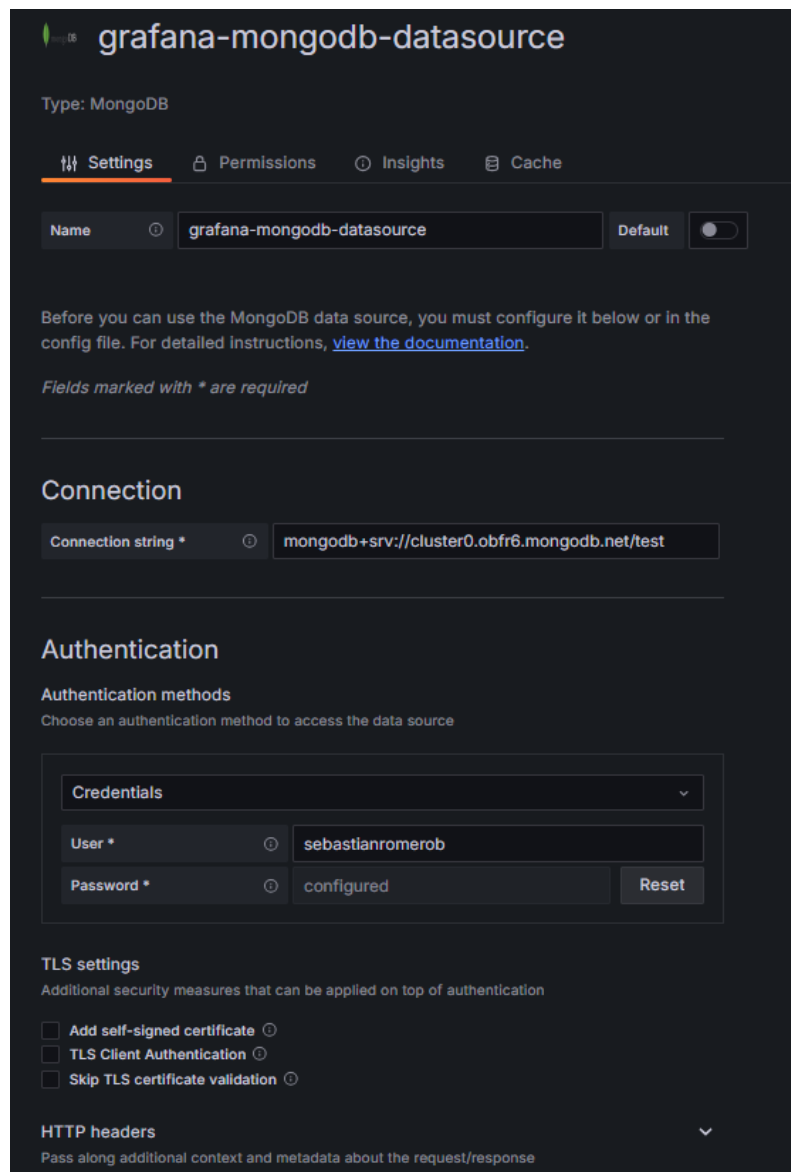 grafana-mongodb-datasource
Type: MongoDB
Settings Permissions Insights Cache
Name grafana-mongodb-datasource Default
Before you can use the MongoDB data source, you must configure it below or in the
config file. For detailed instructions, view the documentation.
Fields marked with * are required
Connection
Connection string * mongodb+srv://cluster0.obfr6.mongodb.net/test
Authentication
Authentication methods
Choose an authentication method to access the data source
Credentials
User * sebastianromerob
Password * configured Reset
TLS settings
Additional security measures that can be applied on top of authentication
Add self-signed certificate
TLS Client Authentication
Skip TLS certificate validation
HTTP headers
Pass along additional context and metadata about the request/response